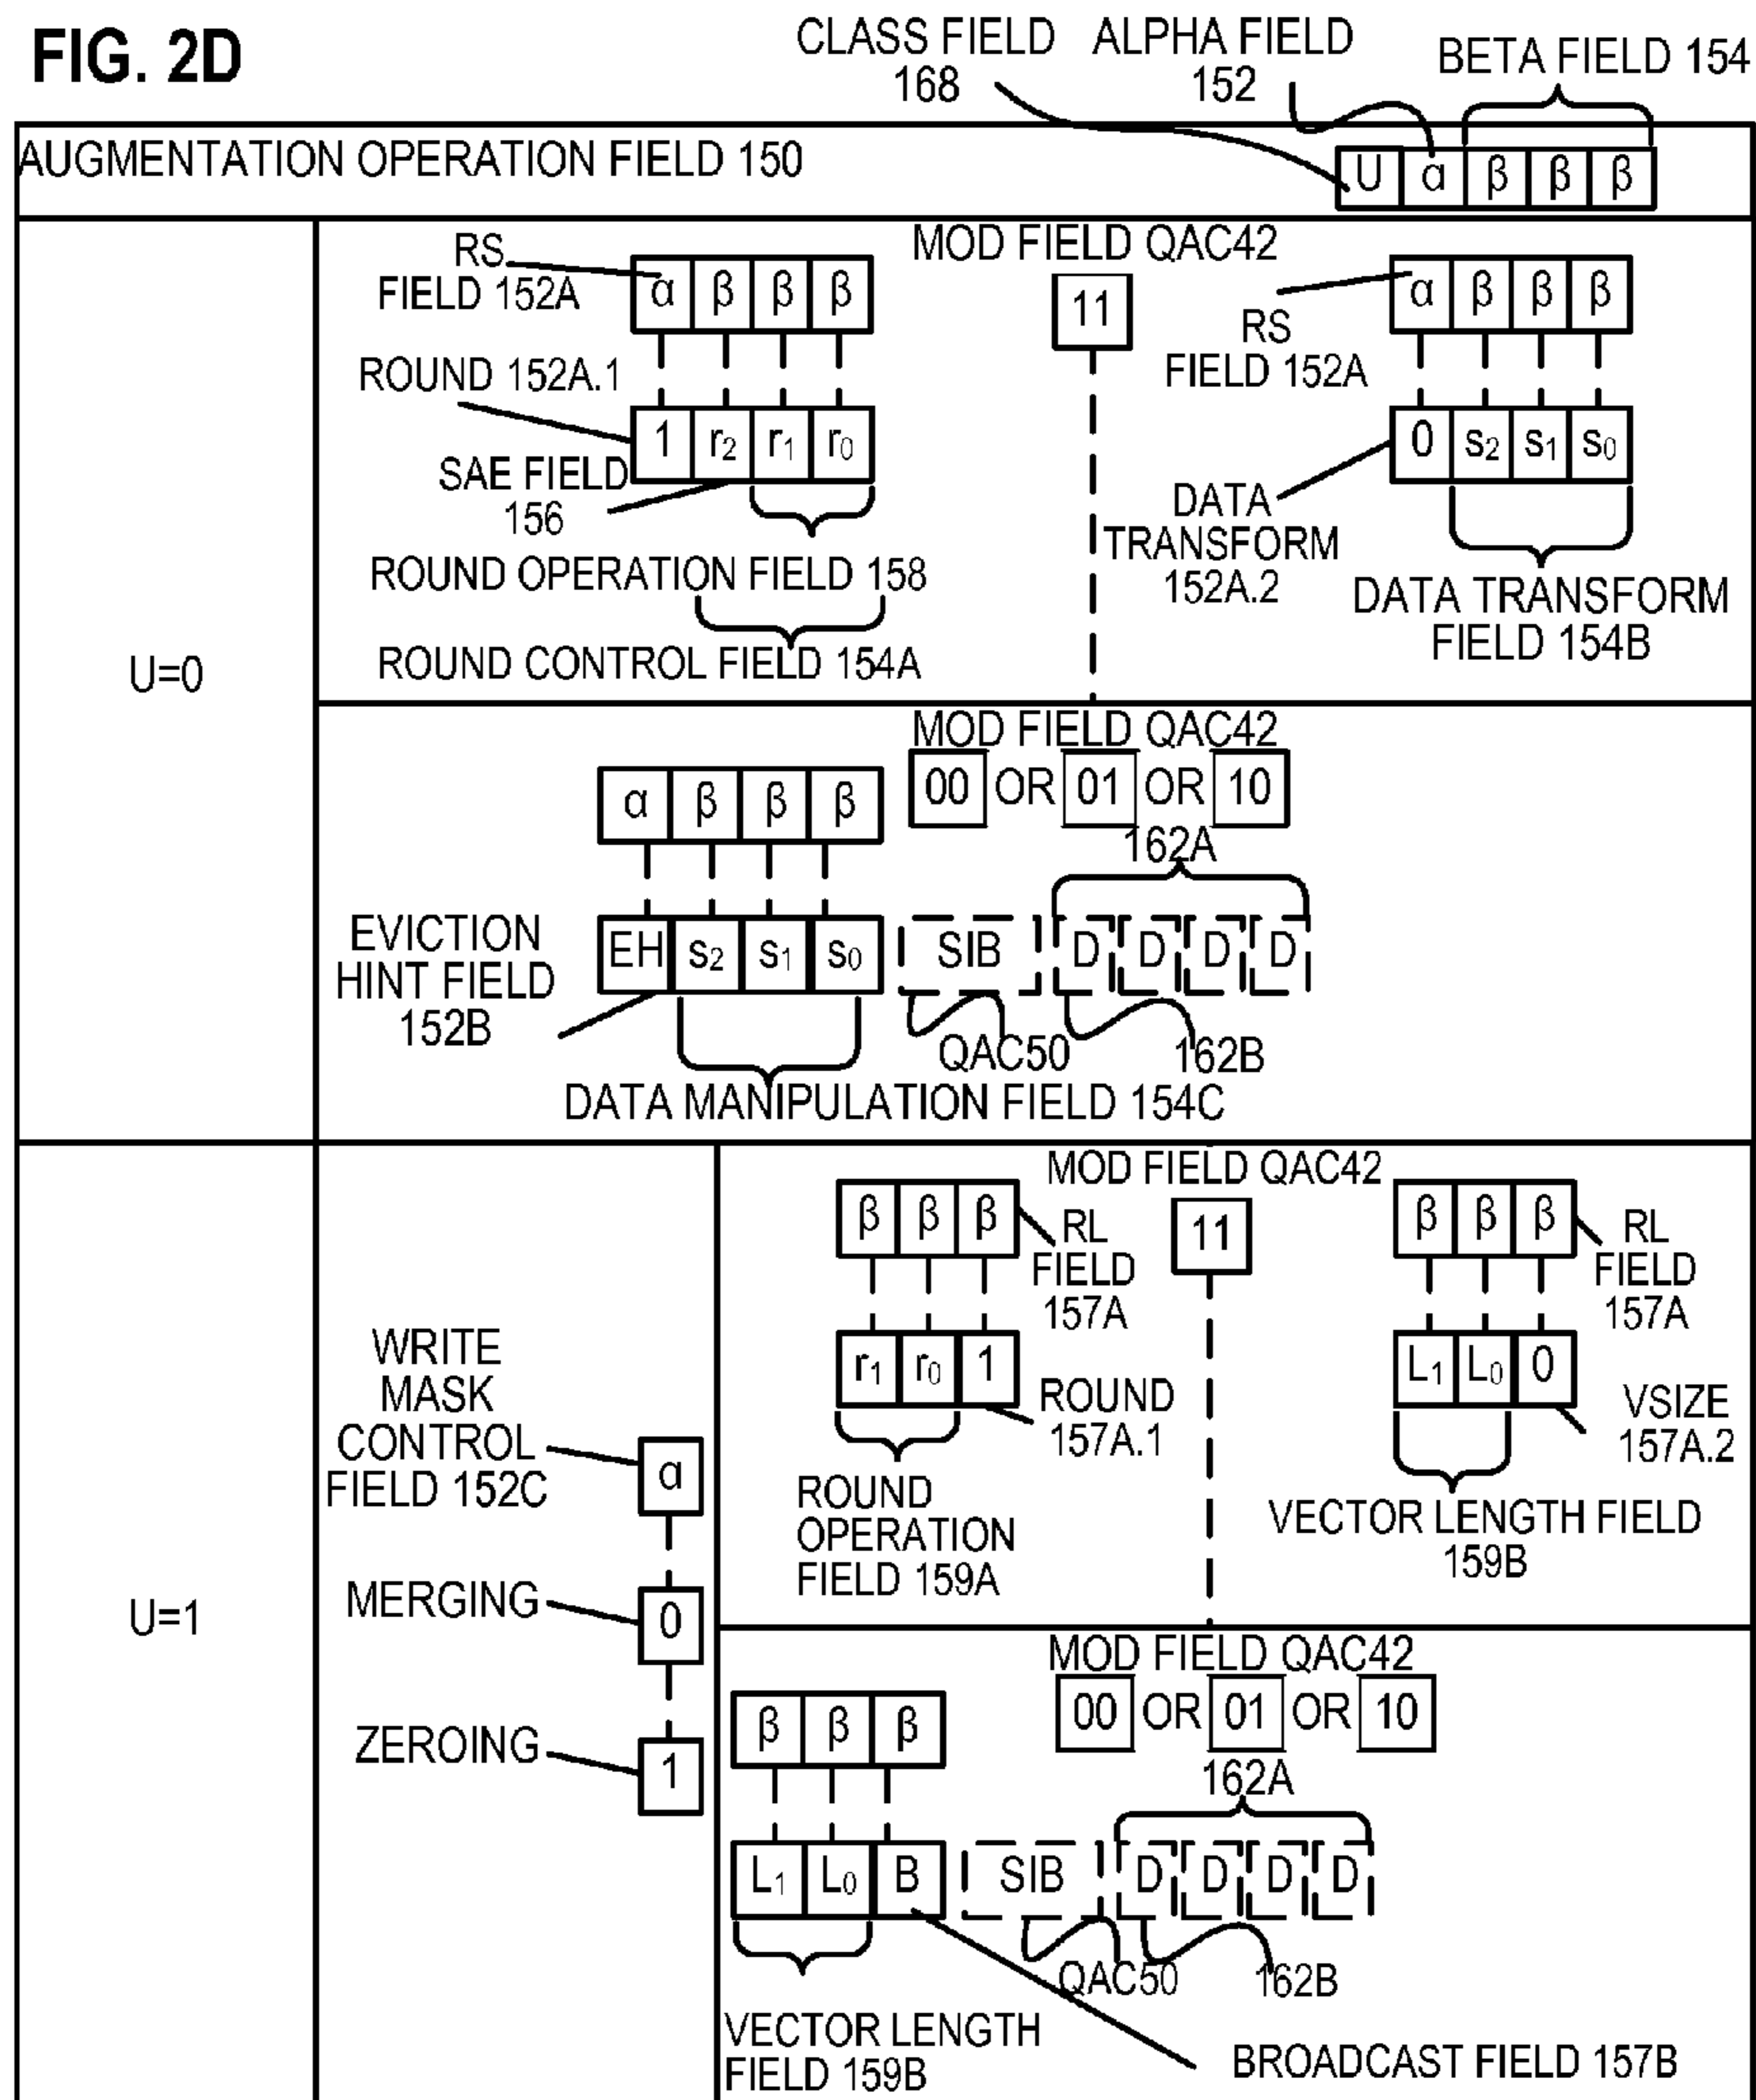 FIG. 2D
CLASS FIELD
168
ALPHA FIELD
152
BETA FIELD 154
AUGMENTATION OPERATION FIELD 150
U α β β β
U=0
MOD FIELD QAC42
11
RS
FIELD 152A
α β β β
ROUND 152A.1
1 r2 r1 r0
SAE FIELD
156
ROUND OPERATION FIELD 158
ROUND CONTROL FIELD 154A
α β β β
RS
FIELD 152A
0 s2 s1 s0
DATA
TRANSFORM
152A.2
DATA TRANSFORM
FIELD 154B
MOD FIELD QAC42
00 OR 01 OR 10
α β β β
162A
EVICTION
HINT FIELD
152B
EH s2 s1 s0 SIB D D D D
QAC50
162B
DATA MANIPULATION FIELD 154C
U=1
WRITE
MASK
CONTROL
FIELD 152C
α
MERGING
0
ZEROING
1
MOD FIELD QAC42
11
β β β
RL
FIELD
157A
r1 r0 1
ROUND
157A.1
ROUND
OPERATION
FIELD 159A
β β β
RL
FIELD
157A
L1 L0 0
VSIZE
157A.2
VECTOR LENGTH FIELD
159B
MOD FIELD QAC42
00 OR 01 OR 10
β β β
162A
L1 L0 B SIB D D D D
QAC50
162B
VECTOR LENGTH
FIELD 159B
BROADCAST FIELD 157B